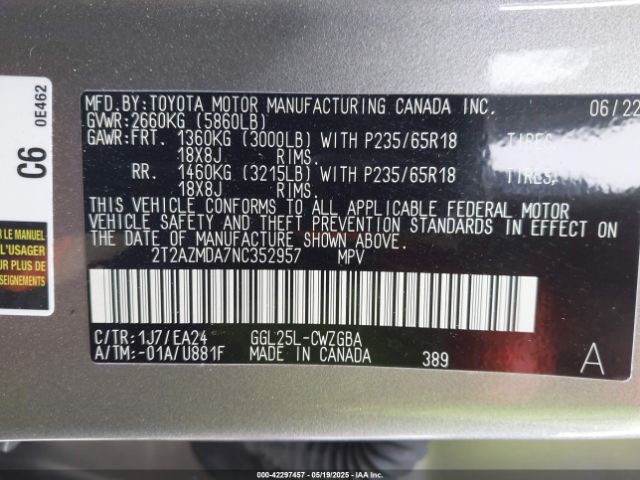 C6
0E462
R LE MANUEL
L'USAGER
UR PLUS DE
MFD.BY:TOYOTA MOTOR MANUFACTURING CANADA INC. 06/22
GVWR:2660KG (5860LB)
GAWR:FRT. 1360KG (3000LB) WITH P235/65R18 TIRES,
18X8J RIMS.
RR. 1460KG (3215LB) WITH P235/65R18 TIRES,
18X8J RIMS.
THIS VEHICLE CONFORMS TO ALL APPLICABLE FEDERAL MOTOR
VEHICLE SAFETY AND THEFT PREVENTION STANDARDS IN EFFECT ON
THE DATE OF MANUFACTURE SHOWN ABOVE.
2T2AZMDA7NC352957 MPV
C/TR:1J7/EA24 GGL25L-CWZGBA
A/TM:-01A/U881F MADE IN CANADA 389 A
000-42297457 - 05/19/2025 - IAA Inc.